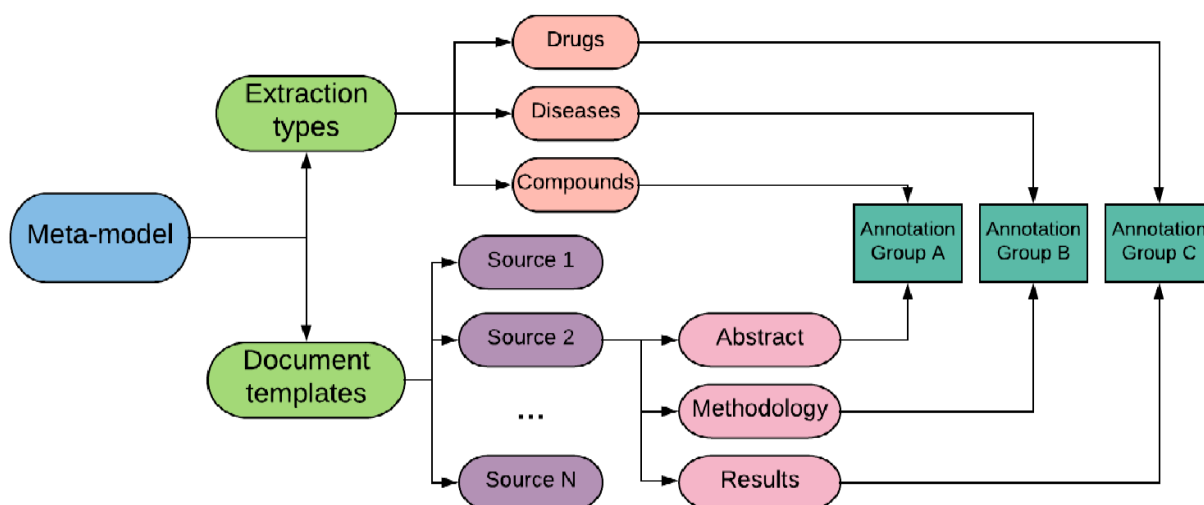 Drugs
Extraction
types
Diseases
Compounds
Meta-model
Annotation
Group A
Annotation
Group B
Annotation
Group C
Source 1
Source 2
Abstract
Document
templates
...
Methodology
Source N
Results